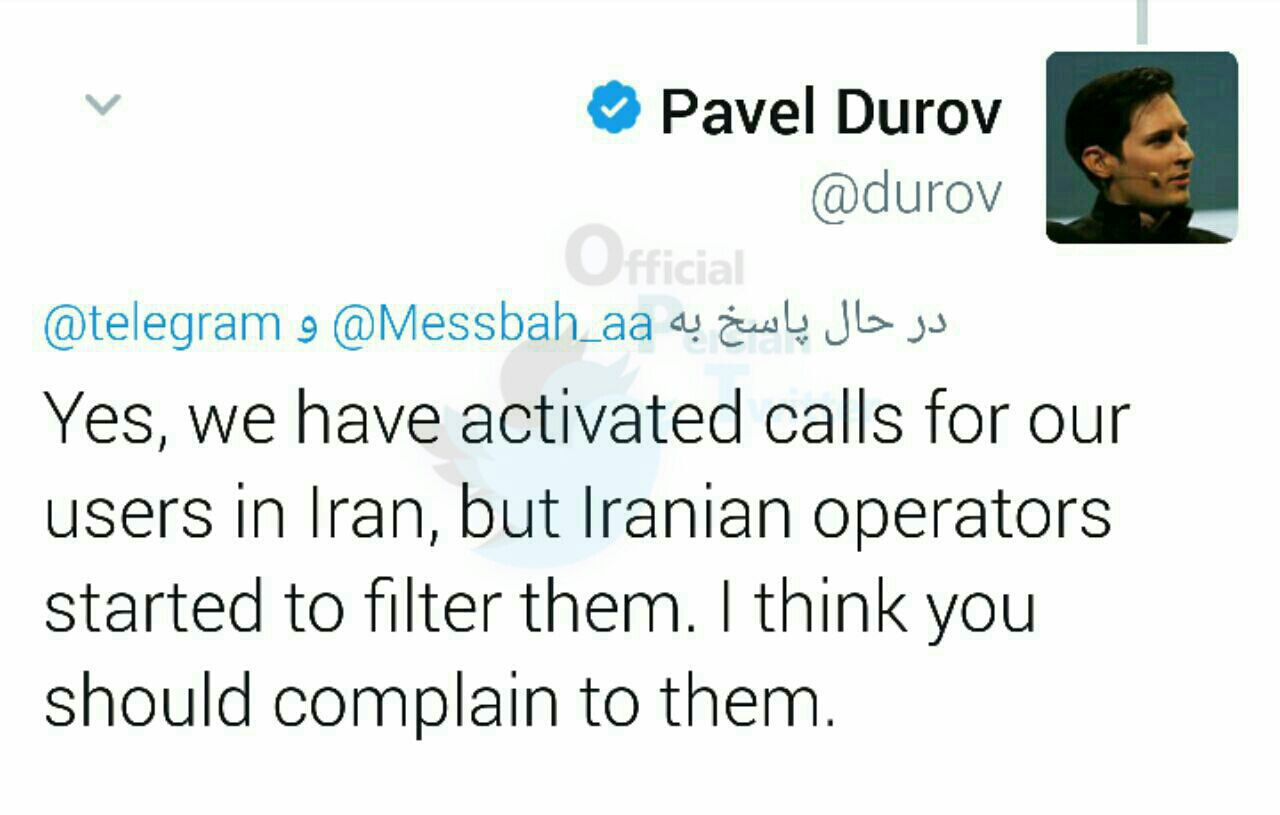 Pavel Durov
@durov
Official
Persian
Twitter
در حال پاسخ به @Messbah_aa و @telegram
Yes, we have activated calls for our
users in Iran, but Iranian operators
started to filter them. I think you
should complain to them.